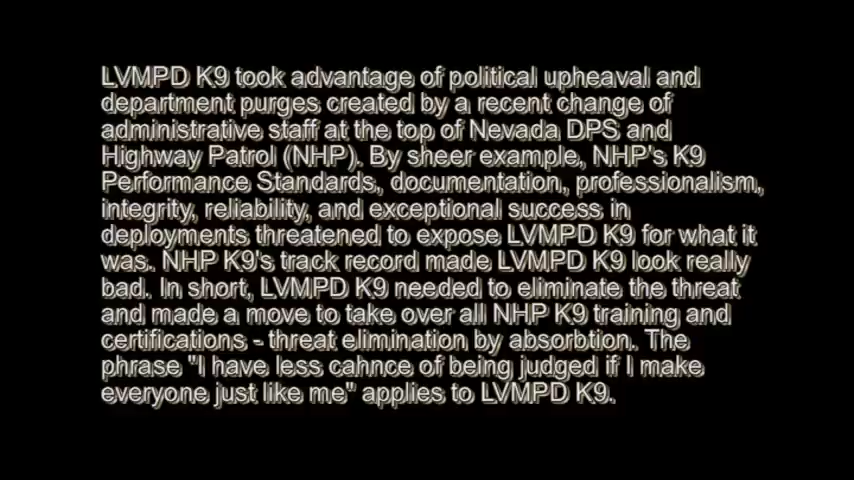 LVMPD K9 took advantage of political upheaval and
department purges created by a recent change of
administrative staff at the top of Nevada DPS and
Highway Patrol (NHP). By sheer example, NHP's K9
Performance Standards, documentation, professionalism,
integrity, reliability, and exceptional success in
deployments threatened to expose LVMPD K9 for what it
was. NHP K9's track record made LVMPD K9 look really
bad. In short, LVMPD K9 needed to eliminate the threat
and made a move to take over all NHP K9 training and
certifications - threat elimination by absorbtion. The
phrase "I have less cahnce of being judged if I make
everyone just like me" applies to LVMPD K9.